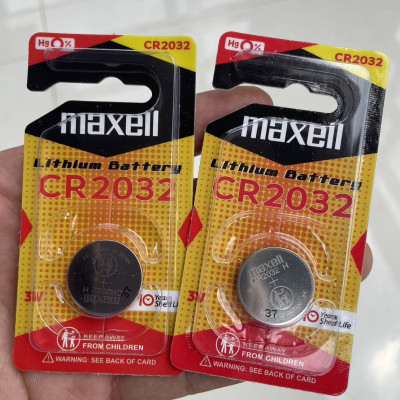 Hg 0%
CR2032
maxell
Lithium Battery
CR2032
CR2032 H
3V
10 Years
Shelf Life
KEEP AWAY
FROM CHILDREN
WARNING: SEE BACK OF CARD
Hg 0%
CR2032
maxell
Lithium Battery
CR2032
maxell
CR2032 H
+
37
3V
10 Years
Shelf Life
KEEP AWAY
FROM CHILDREN
WARNING: SEE BACK OF CARD